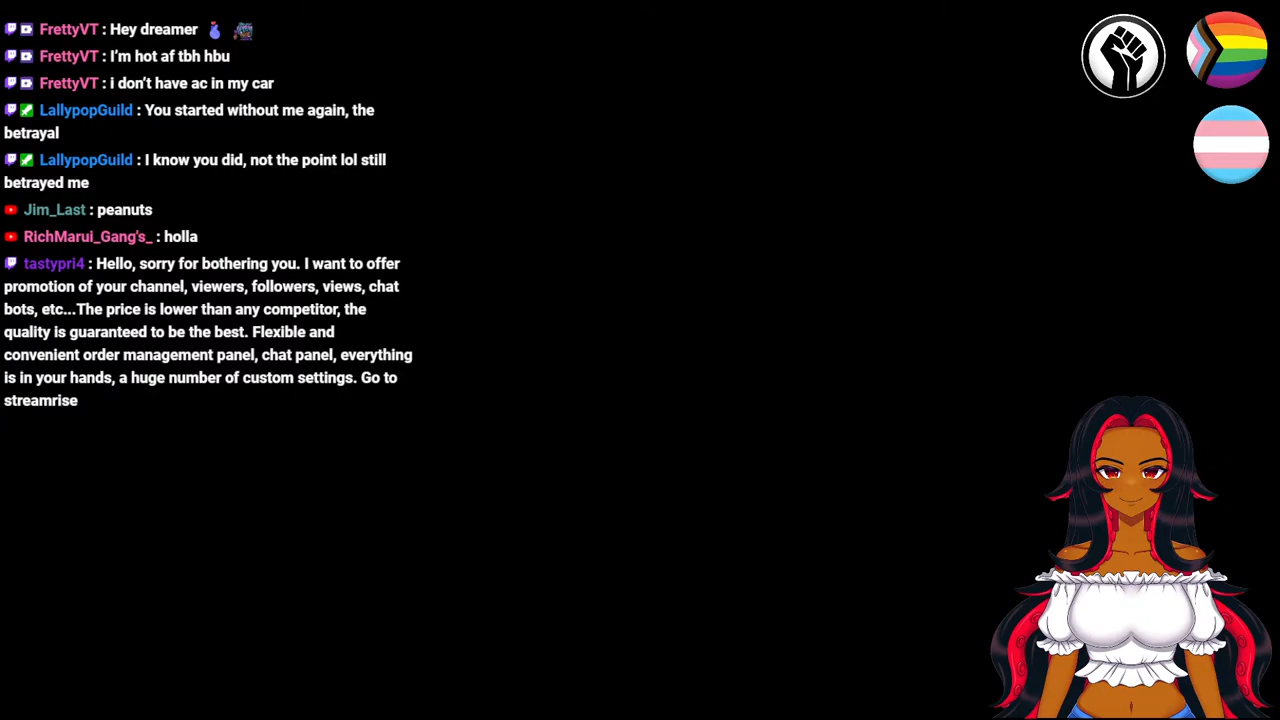 FrettyVT : Hey dreamer
FrettyVT : I’m hot af tbh hbu
FrettyVT : i don’t have ac in my car
LallypopGuild : You started without me again, the
betrayal
LallypopGuild : I know you did, not the point lol still
betrayed me
Jim_Last : peanuts
RichMarui_Gang's_ : holla
tastypri4 : Hello, sorry for bothering you. I want to offer
promotion of your channel, viewers, followers, views, chat
bots, etc...The price is lower than any competitor, the
quality is guaranteed to be the best. Flexible and
convenient order management panel, chat panel, everything
is in your hands, a huge number of custom settings. Go to
streamrise